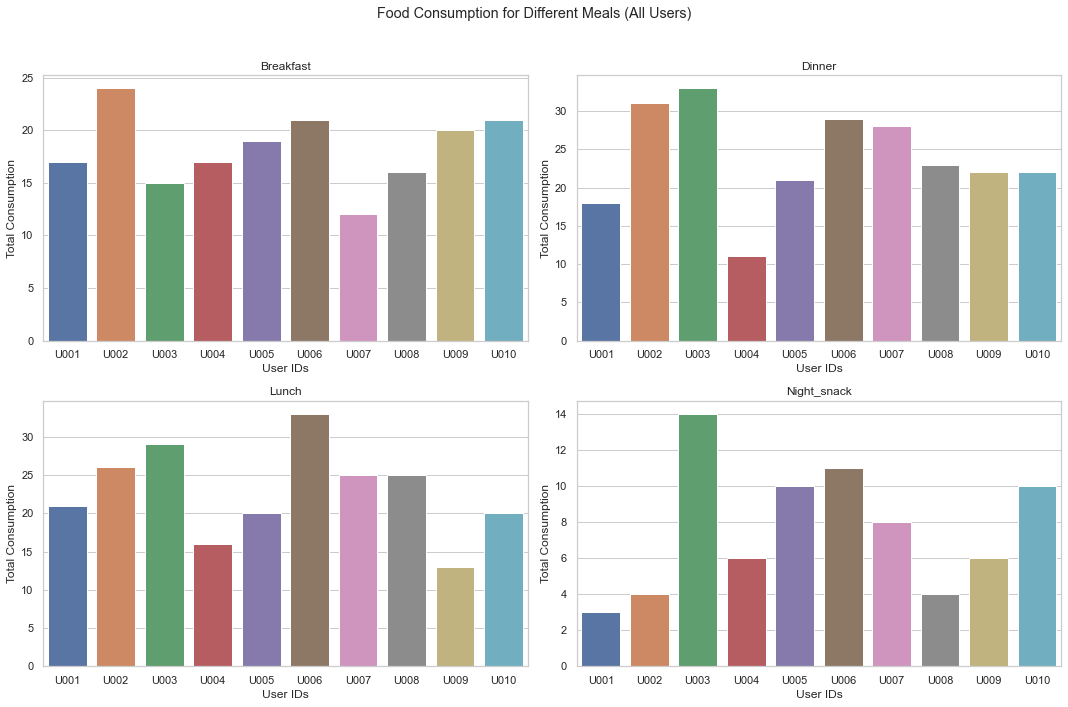 Food Consumption for Different Meals (All Users)
Breakfast
Total Consumption
25
20
15
10
5
0
U001 U002 U003 U004 U005 U006 U007 U008 U009 U010
User IDs
Dinner
Total Consumption
30
25
20
15
10
5
0
U001 U002 U003 U004 U005 U006 U007 U008 U009 U010
User IDs
Lunch
Total Consumption
30
25
20
15
10
5
0
U001 U002 U003 U004 U005 U006 U007 U008 U009 U010
User IDs
Night_snack
Total Consumption
14
12
10
8
6
4
2
0
U001 U002 U003 U004 U005 U006 U007 U008 U009 U010
User IDs